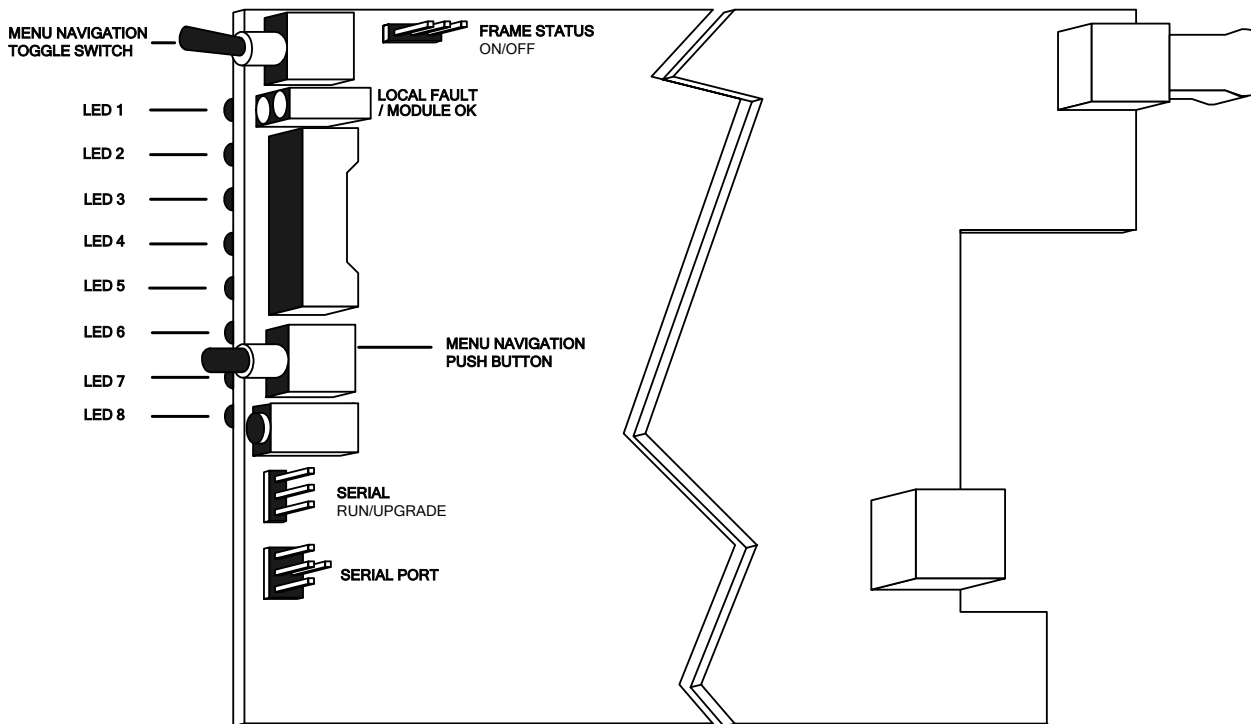 MENU NAVIGATION
TOGGLE SWITCH
FRAME STATUS
ON/OFF
LOCAL FAULT
/ MODULE OK
LED 1
LED 2
LED 3
LED 4
LED 5
LED 6
MENU NAVIGATION
PUSH BUTTON
LED 7
LED 8
SERIAL
RUN/UPGRADE
SERIAL PORT